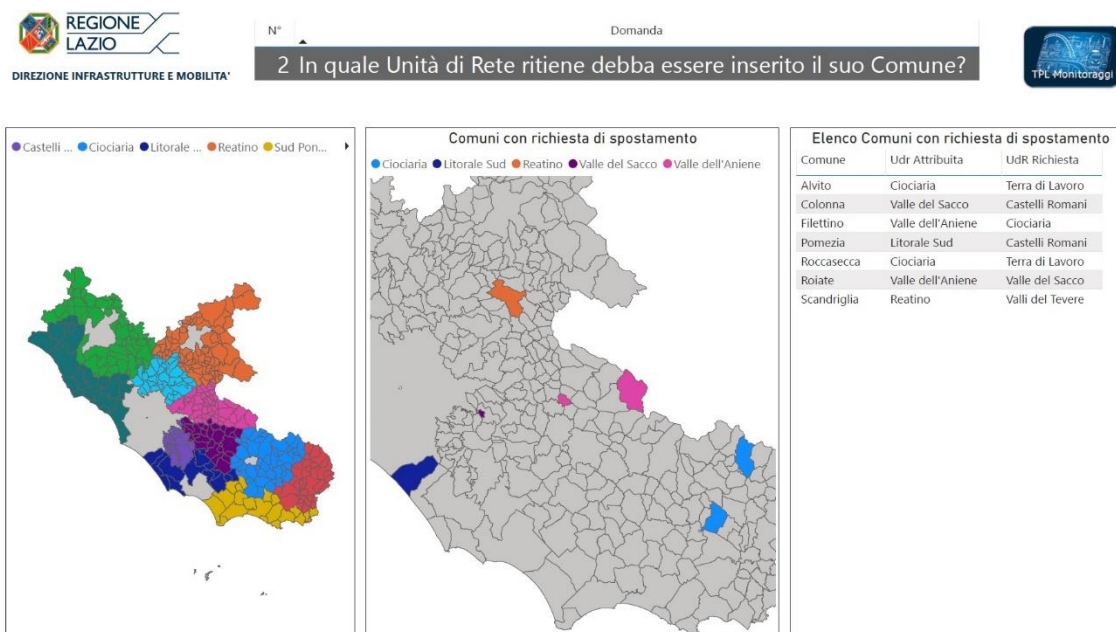 REGIONE
LAZIO
DIREZIONE INFRASTRUTTURE E MOBILITA'
N° Domanda
2 In quale Unità di Rete ritiene debba essere inserito il suo Comune?
TPL Monitoraggi
Castelli ... Ciociaria Litorale ... Reatino Sud Pon...
Comuni con richiesta di spostamento
Ciociaria Litorale Sud Reatino Valle del Sacco Valle dell'Aniene
Elenco Comuni con richiesta di spostamento
Comune Udr Attribuita UdR Richiesta
Alvito Ciociaria Terra di Lavoro
Colonna Valle del Sacco Castelli Romani
Filettino Valle dell'Aniene Ciociaria
Pomezia Litorale Sud Castelli Romani
Roccasecca Ciociaria Terra di Lavoro
Roiate Valle dell'Aniene Valle del Sacco
Scandriglia Reatino Valli del Tevere